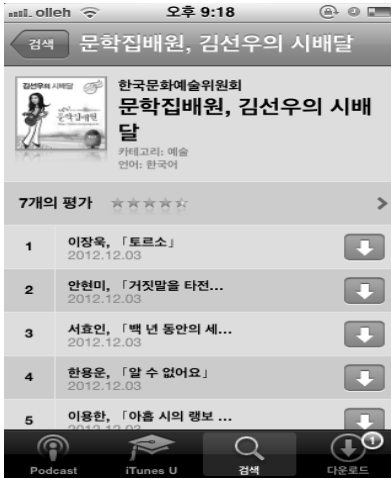 olleh 오후 9:18
검색 문학집배원, 김선우의 시배달
김선우의 시배달
문학집배원
한국문화예술위원회
문학집배원, 김선우의 시배
달
카테고리: 예술
언어: 한국어
7개의 평가
1 이장욱, 「토르소」
2012.12.03
2 안현미, 「거짓말을 타전...
2012.12.03
3 서효인, 「백 년 동안의 세...
2012.12.03
4 한용운, 「알 수 없어요」
2012.12.03
5 이용한, 「아홉 시의 랭보 ...
2012.12.03
1
Podcast iTunes U 검색 다운로드